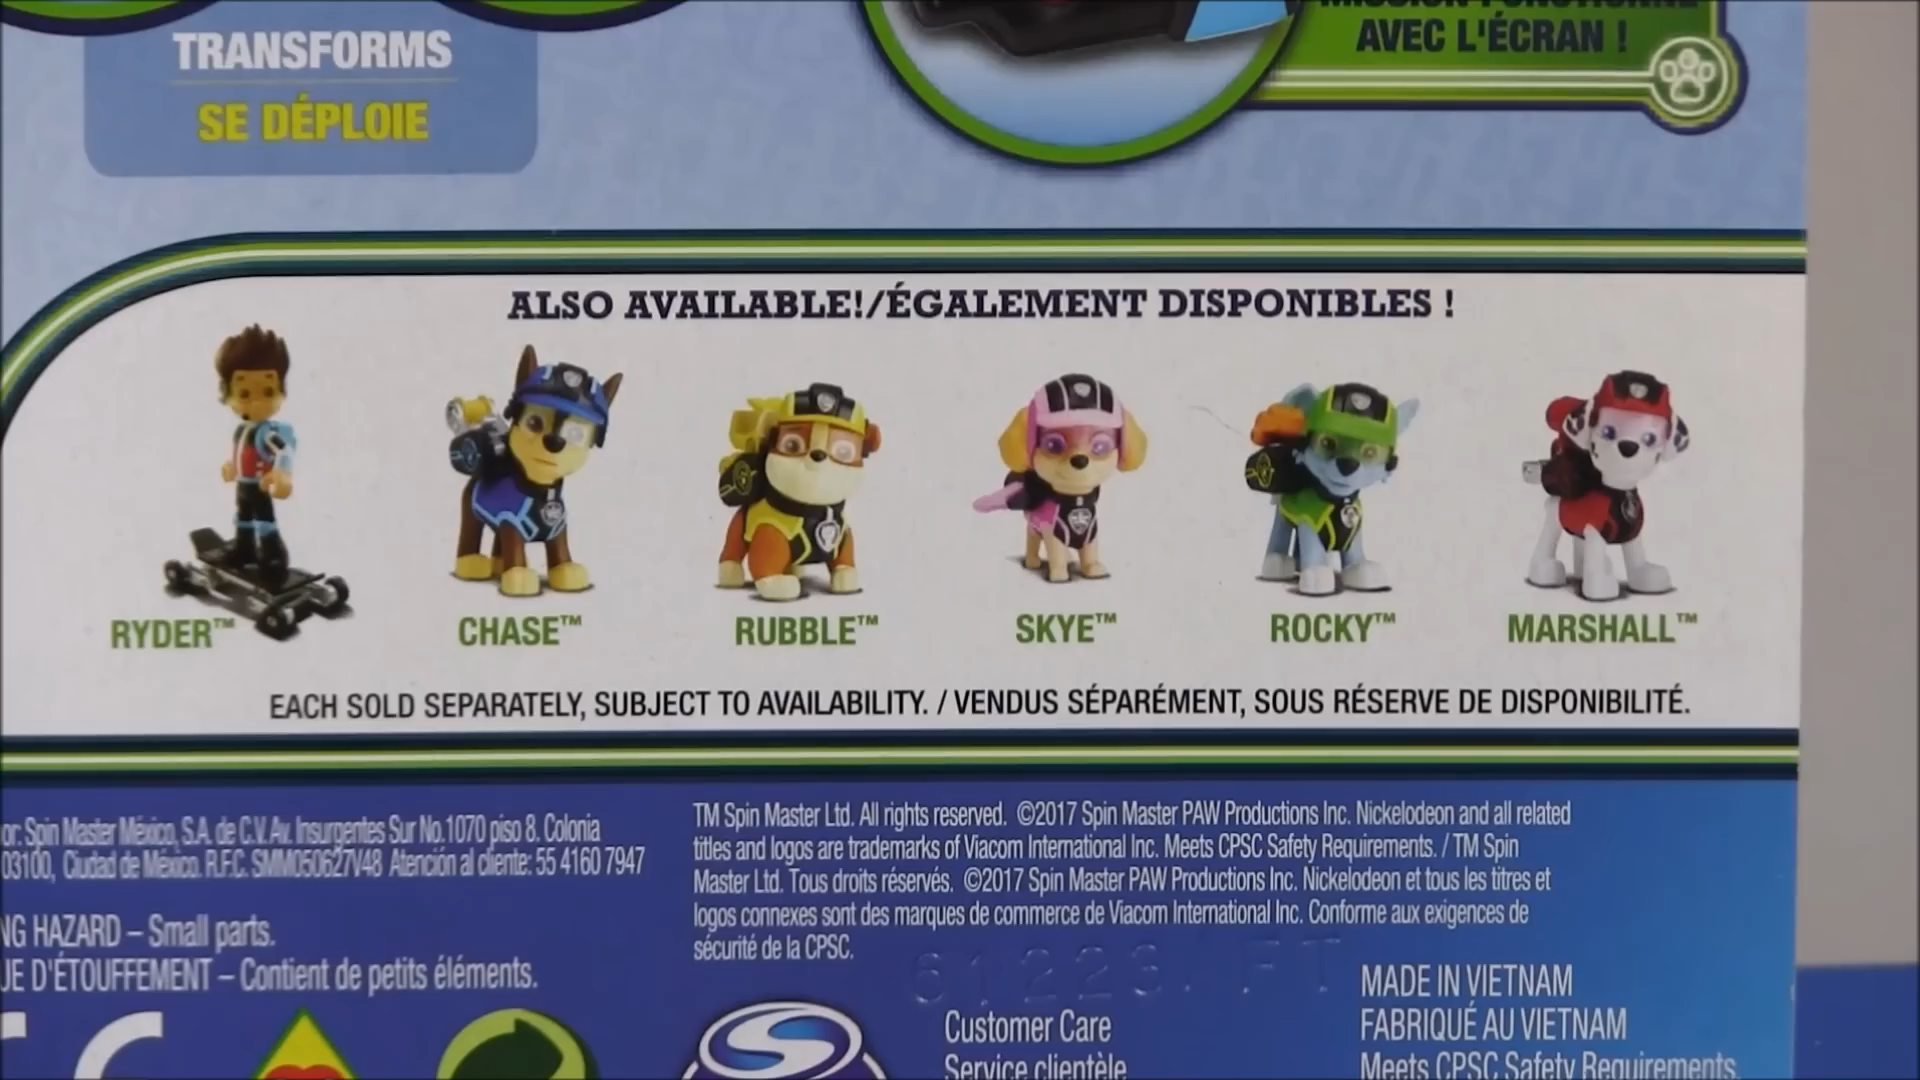 TRANSFORMS
SE DÉPLOIE
AVEC L'ÉCRAN !
ALSO AVAILABLE!/ÉGALEMENT DISPONIBLES !
RYDER™ CHASE™ RUBBLE™ SKYE™ ROCKY™ MARSHALL™
EACH SOLD SEPARATELY, SUBJECT TO AVAILABILITY. / VENDUS SÉPARÉMENT, SOUS RÉSERVE DE DISPONIBILITÉ.
or: Spin Master México, S.A. de C.V. Av. Insurgentes Sur No.1070 piso 8. Colonia
03100, Ciudad de México. R.F.C. SMM050627V48 Atención al cliente: 55 4160 7947
NG HAZARD – Small parts.
UE D'ÉTOUFFEMENT – Contient de petits éléments.
TM Spin Master Ltd. All rights reserved. ©2017 Spin Master PAW Productions Inc. Nickelodeon and all related
titles and logos are trademarks of Viacom International Inc. Meets CPSC Safety Requirements. / TM Spin
Master Ltd. Tous droits réservés. ©2017 Spin Master PAW Productions Inc. Nickelodeon et tous les titres et
logos connexes sont des marques de commerce de Viacom International Inc. Conforme aux exigences de
sécurité de la CPSC.
61223 FT
Customer Care
Service clientèle
MADE IN VIETNAM
FABRIQUÉ AU VIETNAM
Meets CPSC Safety Requirements.